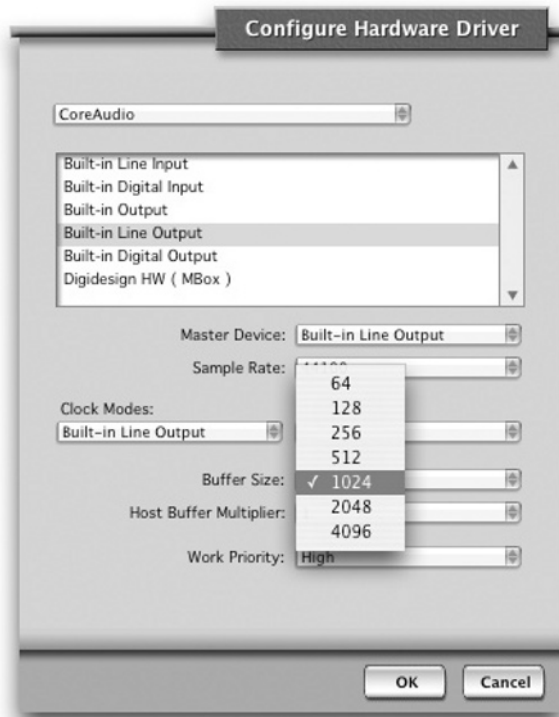 Configure Hardware Driver
CoreAudio
Built-in Line Input
Built-in Digital Input
Built-in Output
Built-in Line Output
Built-in Digital Output
Digidesign HW ( MBox )
Master Device: Built-in Line Output
Sample Rate:
64
128
Clock Modes:
Built-in Line Output
256
512
Buffer Size: ✓ 1024
Host Buffer Multiplier: 2048
4096
Work Priority: High
OK Cancel